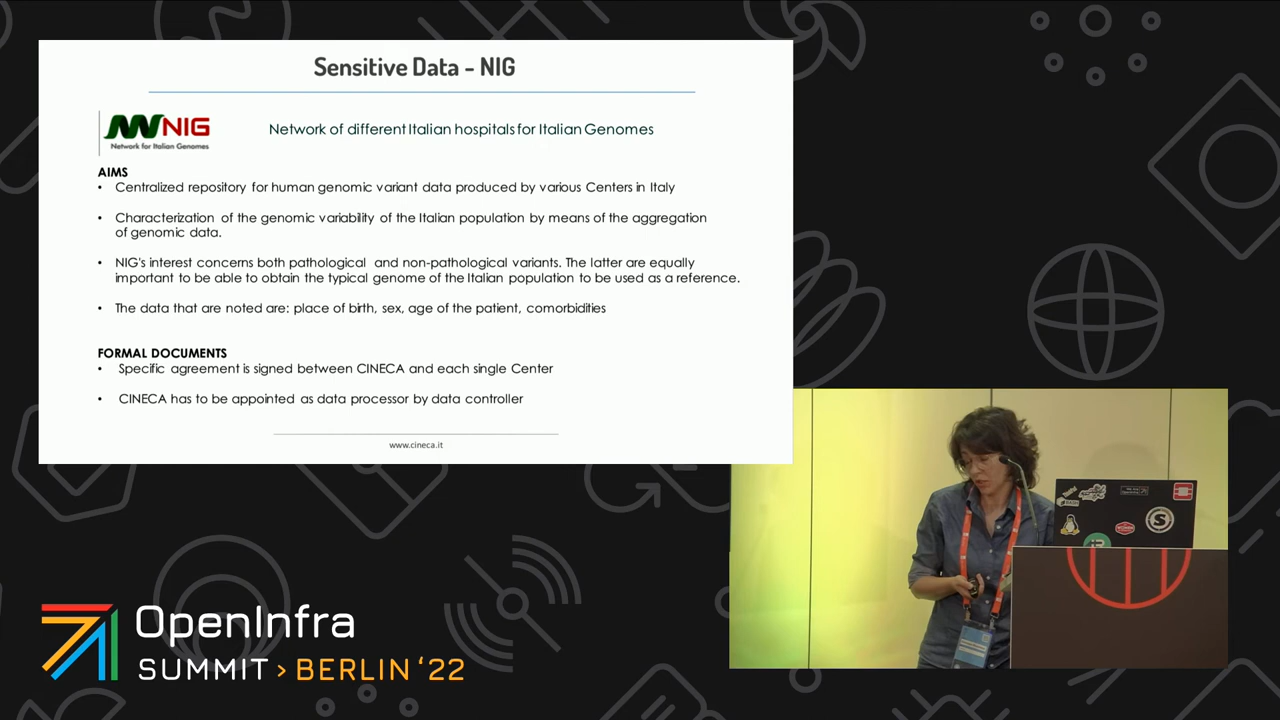 Sensitive Data - NIG
NIG
Network for Italian Genomes
Network of different Italian hospitals for Italian Genomes
AIMS
• Centralized repository for human genomic variant data produced by various Centers in Italy
• Characterization of the genomic variability of the Italian population by means of the aggregation
of genomic data.
• NIG's interest concerns both pathological and non-pathological variants. The latter are equally
important to be able to obtain the typical genome of the Italian population to be used as a reference.
• The data that are noted are: place of birth, sex, age of the patient, comorbidities
FORMAL DOCUMENTS
• Specific agreement is signed between CINECA and each single Center
• CINECA has to be appointed as data processor by data controller
www.cineca.it
OpenInfra
SUMMIT > BERLIN '22